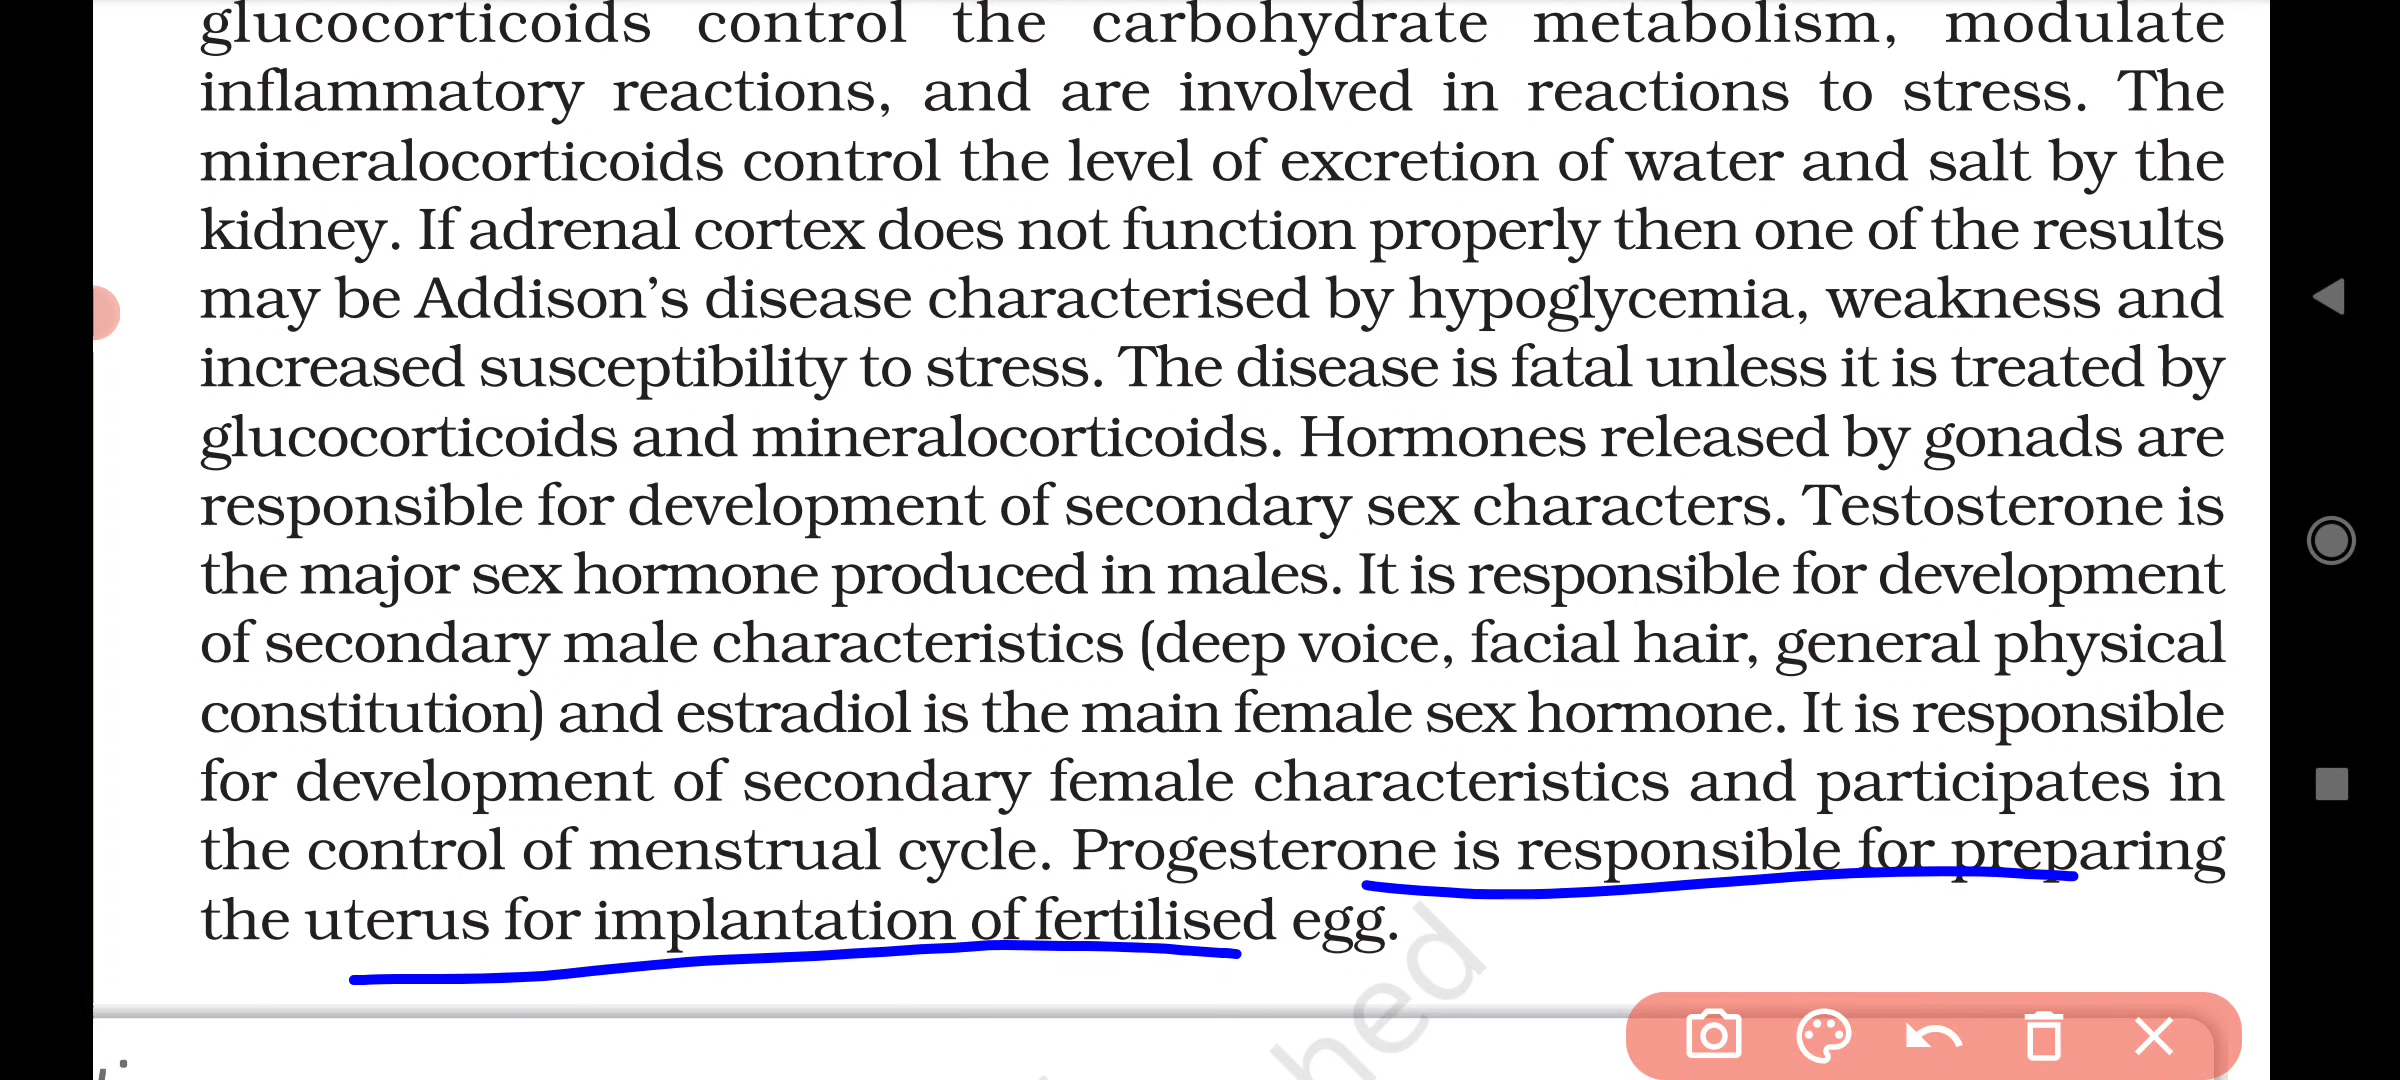 glucocorticoids control the carbohydrate metabolism, modulate
inflammatory reactions, and are involved in reactions to stress. The
mineralocorticoids control the level of excretion of water and salt by the
kidney. If adrenal cortex does not function properly then one of the results
may be Addison’s disease characterised by hypoglycemia, weakness and
increased susceptibility to stress. The disease is fatal unless it is treated by
glucocorticoids and mineralocorticoids. Hormones released by gonads are
responsible for development of secondary sex characters. Testosterone is
the major sex hormone produced in males. It is responsible for development
of secondary male characteristics (deep voice, facial hair, general physical
constitution) and estradiol is the main female sex hormone. It is responsible
for development of secondary female characteristics and participates in
the control of menstrual cycle. Progesterone is responsible for preparing
the uterus for implantation of fertilised egg.
hed